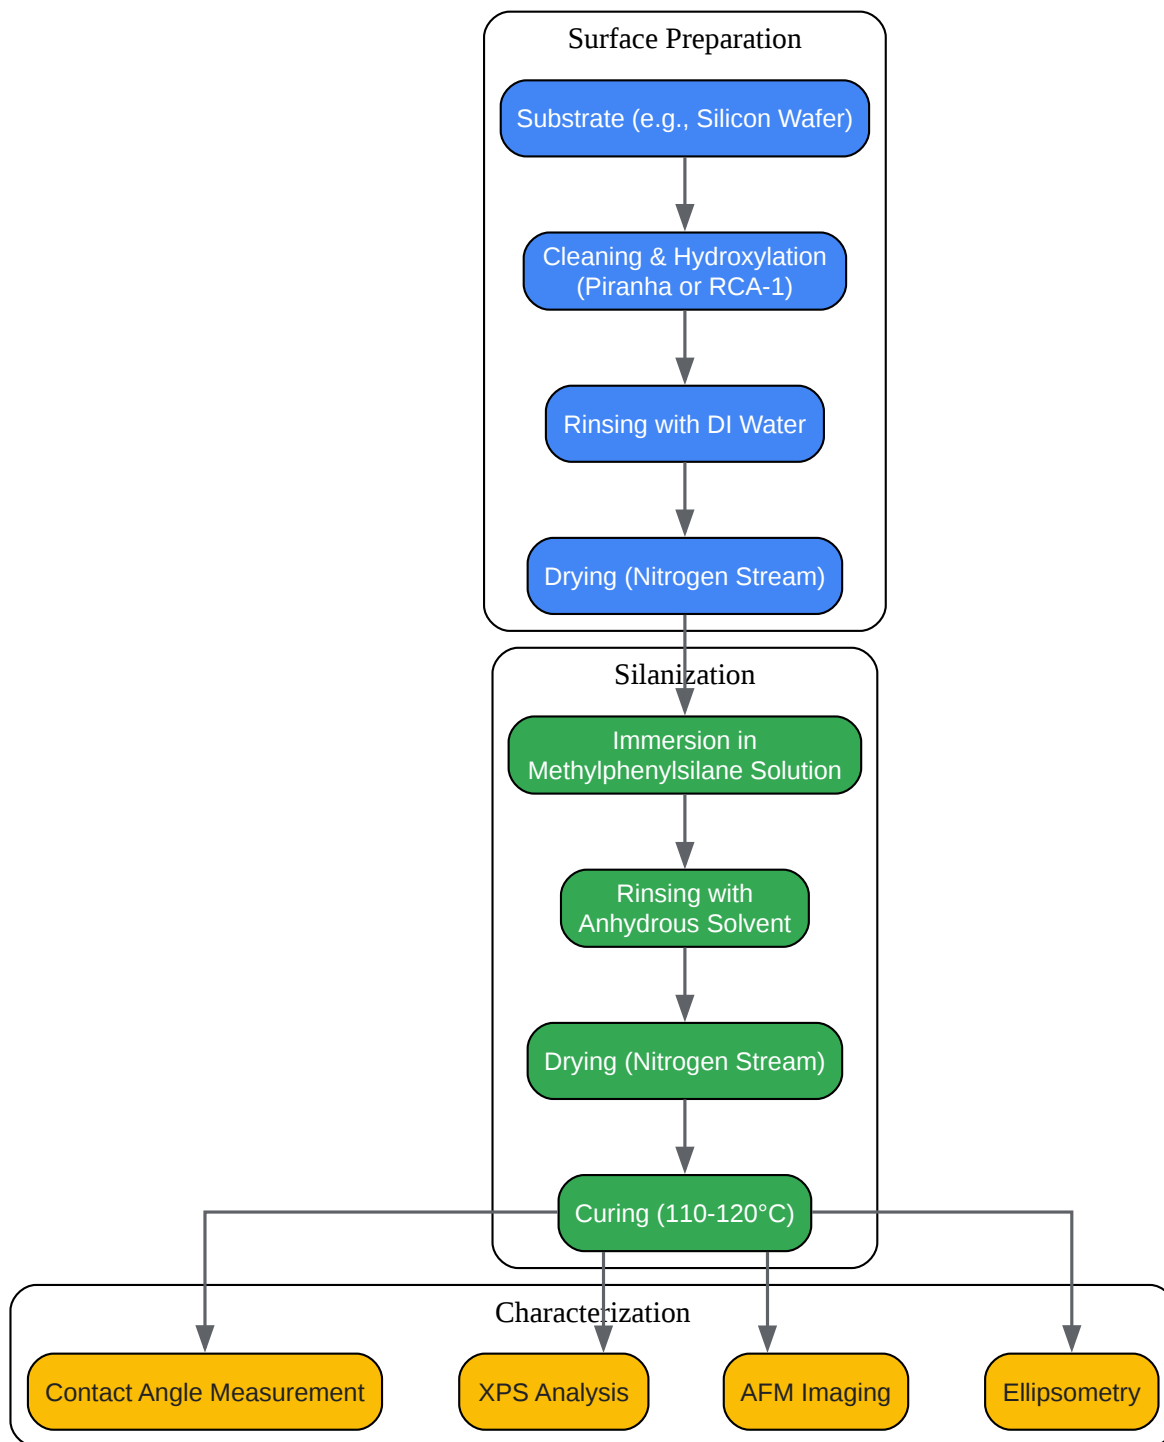 Surface Preparation
Substrate (e.g., Silicon Wafer)
Cleaning & Hydroxylation
(Piranha or RCA-1)
Rinsing with DI Water
Drying (Nitrogen Stream)
Silanization
Immersion in
Methylphenylsilane Solution
Rinsing with
Anhydrous Solvent
Drying (Nitrogen Stream)
Curing (110-120°C)
Characterization
Contact Angle Measurement
XPS Analysis
AFM Imaging
Ellipsometry